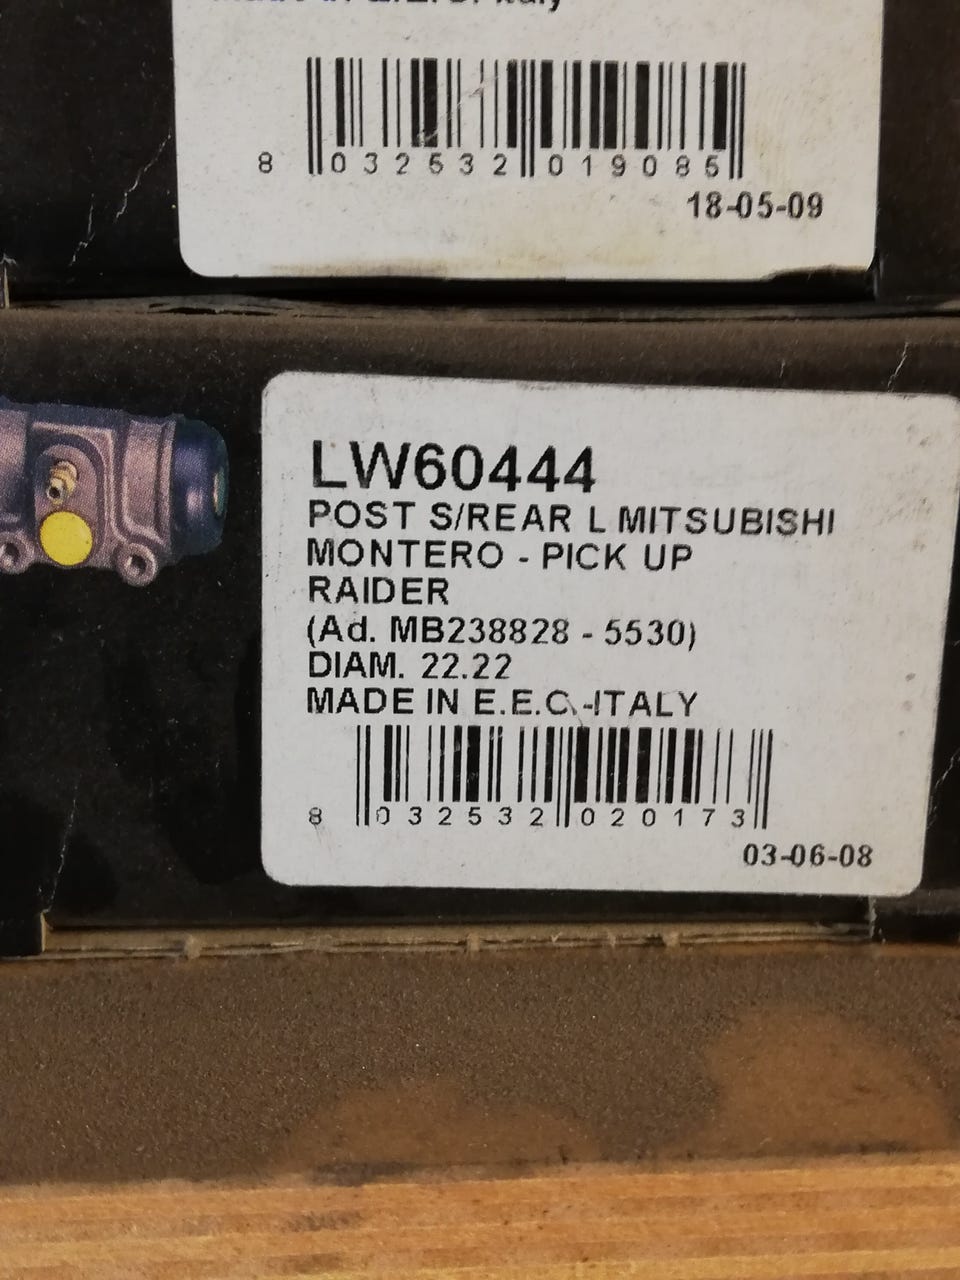 Italy
8 032532 019085
18-05-09
LW60444
POST S/REAR L MITSUBISHI
MONTERO - PICK UP
RAIDER
(Ad. MB238828 - 5530)
DIAM. 22.22
MADE IN E.E.C.-ITALY
8 032532 020173
03-06-08